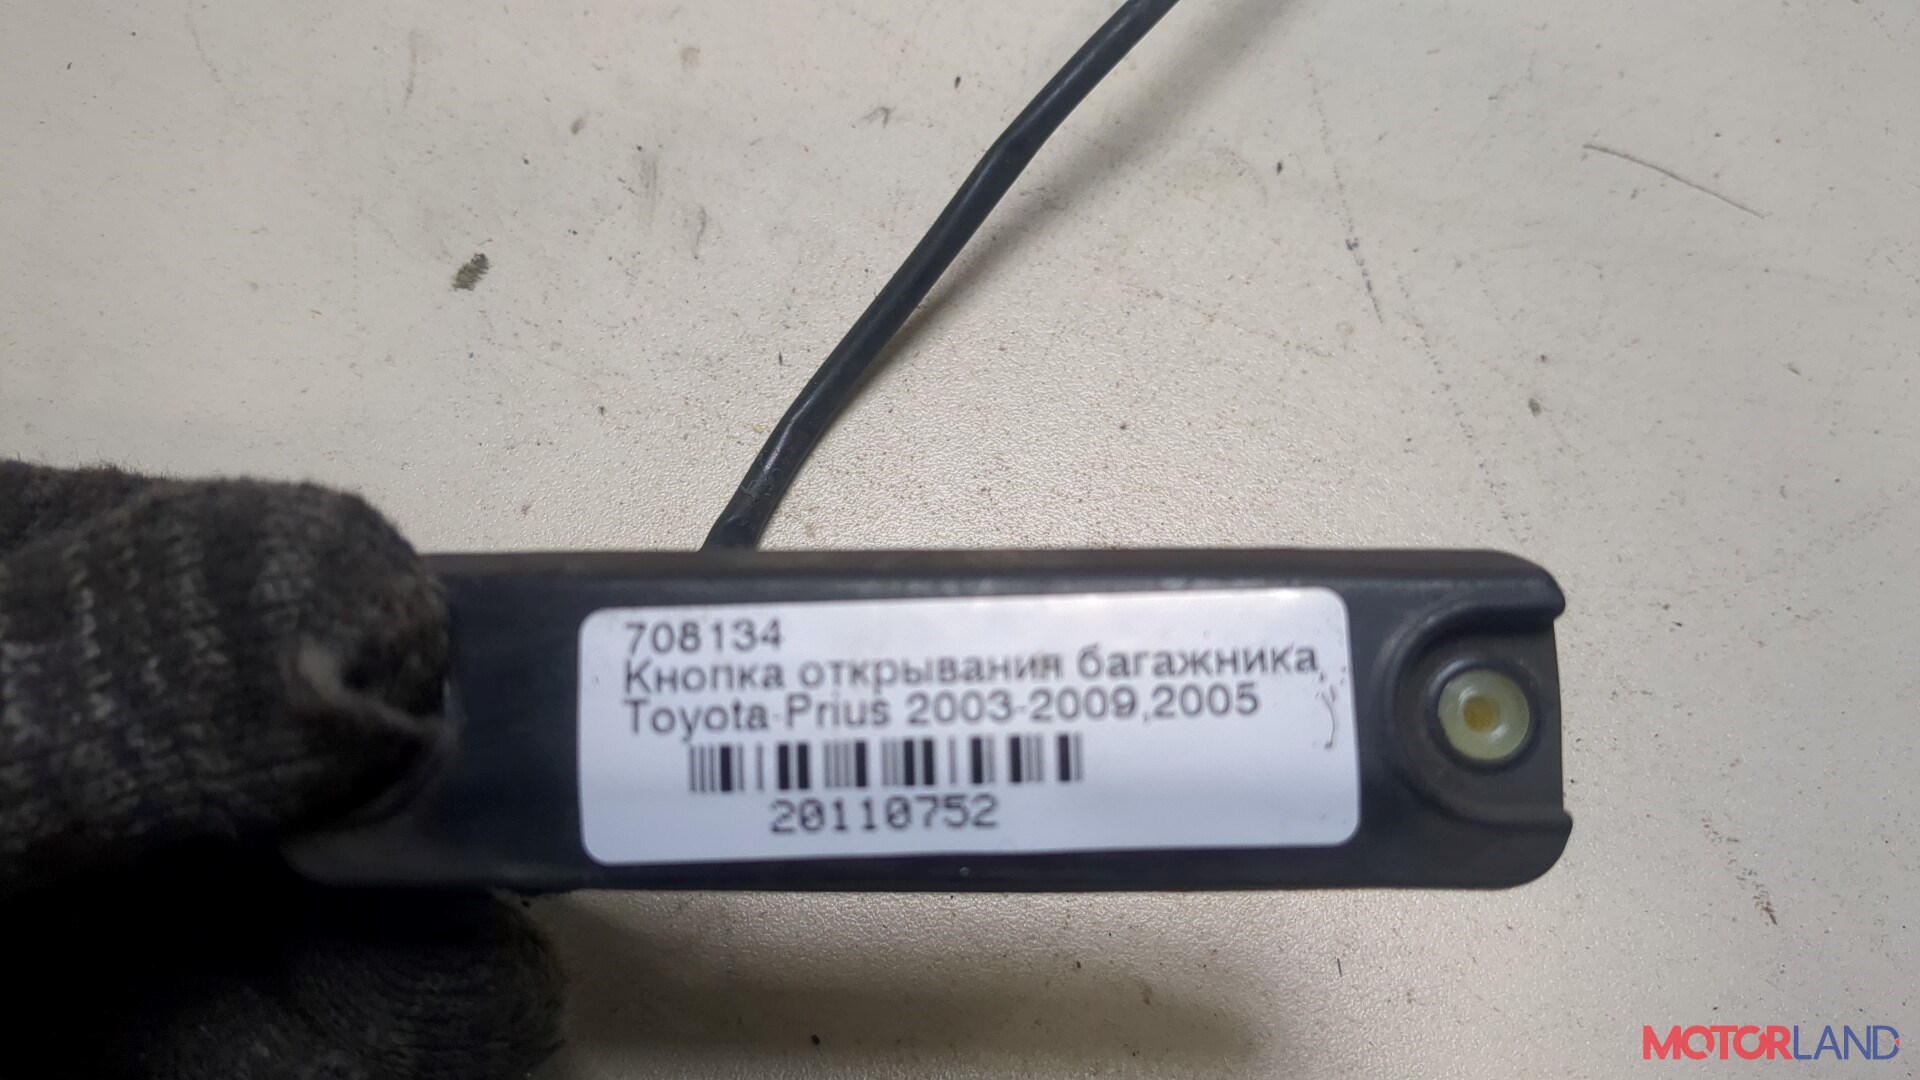 708134
Кнопка открывания багажника,
Toyota Prius 2003-2009,2005
20110752
MOTORLAND